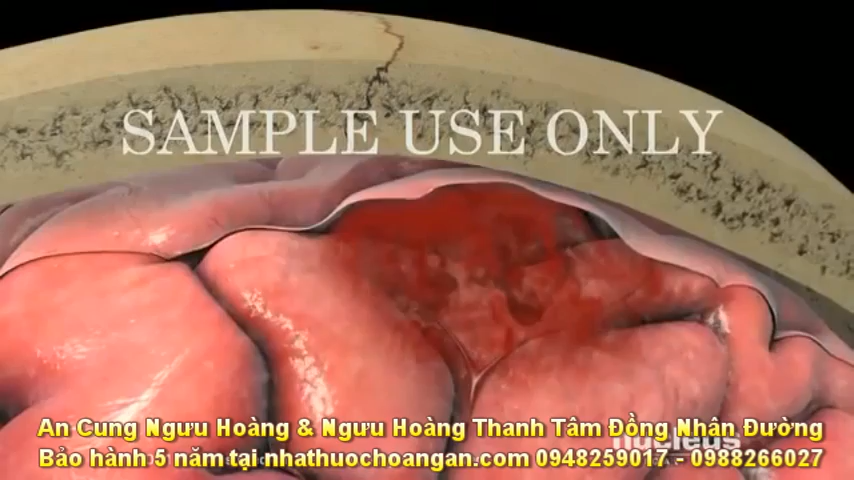 SAMPLE USE ONLY
An Cung Ngưu Hoàng & Ngưu Hoàng Thanh Tâm Đồng Nhân Đường
nucleus
Bảo hành 5 năm tại nhathuochoangan.com 0948259017 - 0988266027